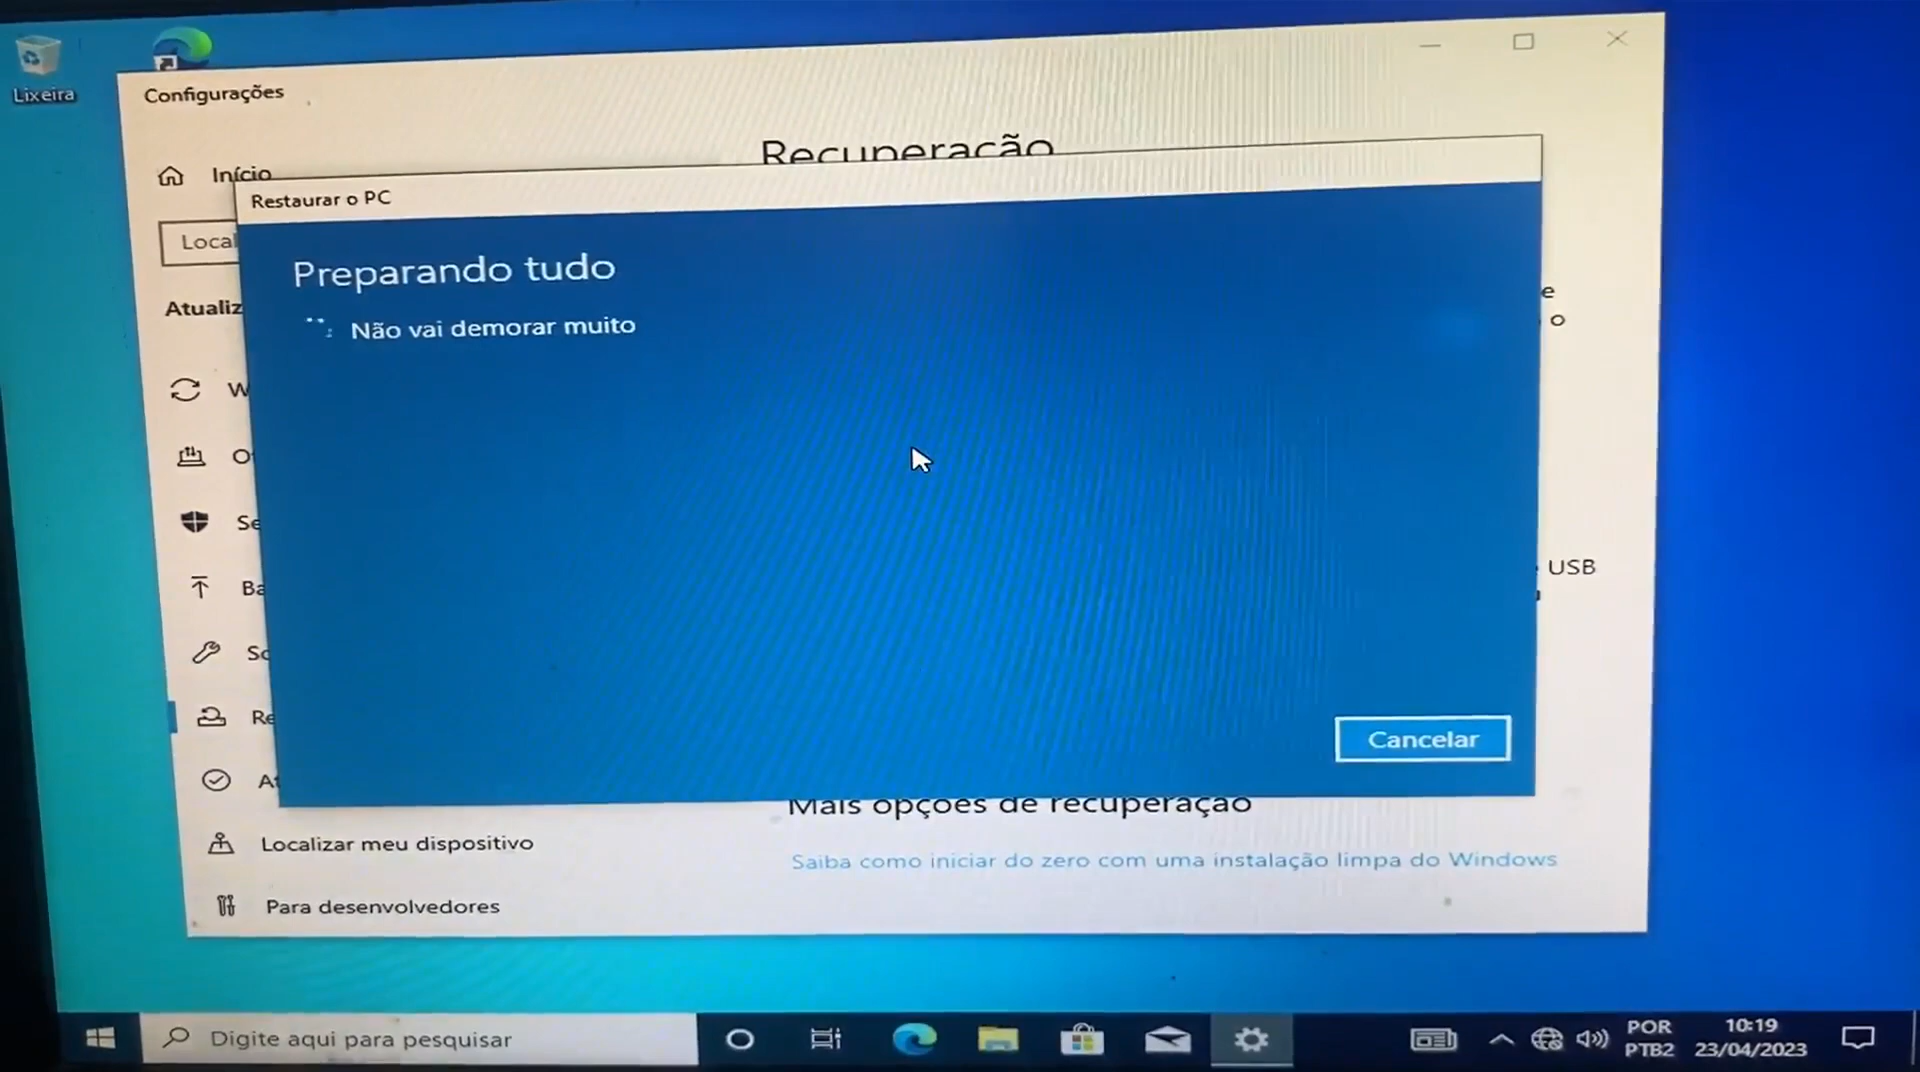 Lixeira
Configurações
Recuperação
Início
Restaurar o PC
Local
Preparando tudo
Atualiz
Não vai demorar muito
e
o
W
O
Se
USB
Ba
So
Re
Cancelar
At
Mais opções de recuperação
Localizar meu dispositivo
Saiba como iniciar do zero com uma instalação limpa do Windows
Para desenvolvedores
Digite aqui para pesquisar
POR
PTB2
10:19
23/04/2023